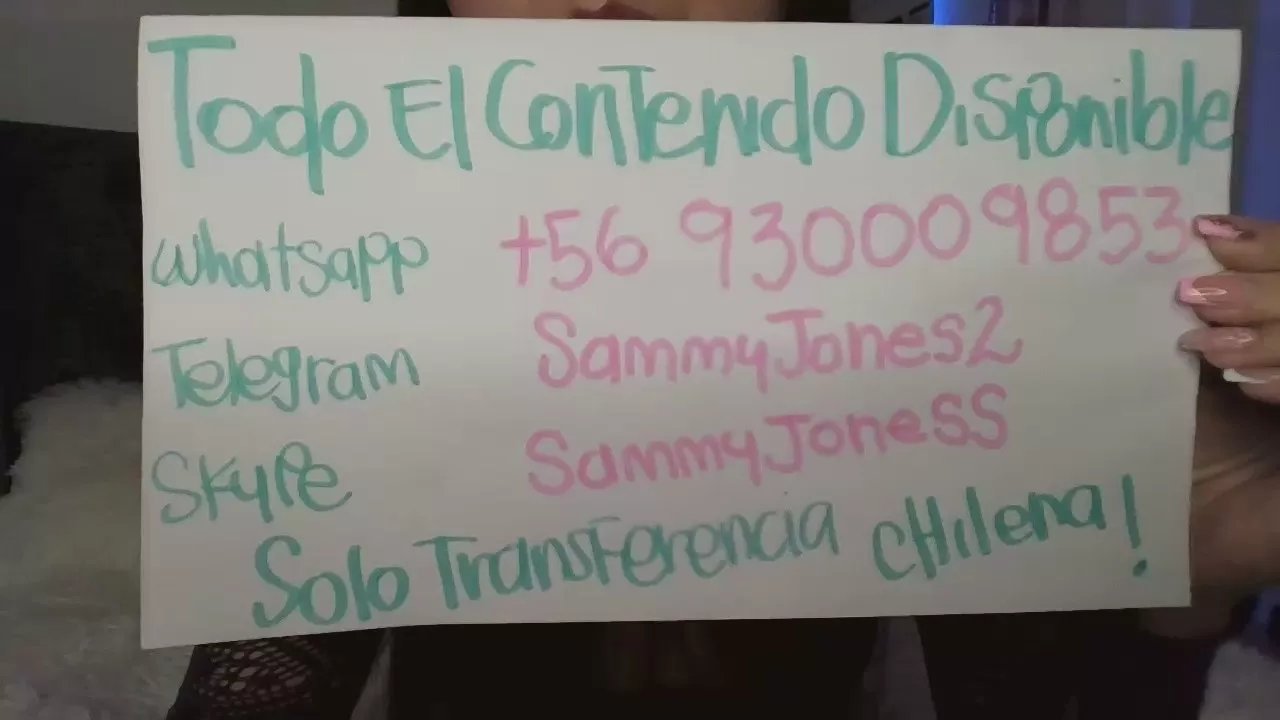 Todo El Contenido Disponible
Whatsapp +56 930009853
Telegram SammyJones2
Skype SammyJonesS
Solo Transferencia CHilena!